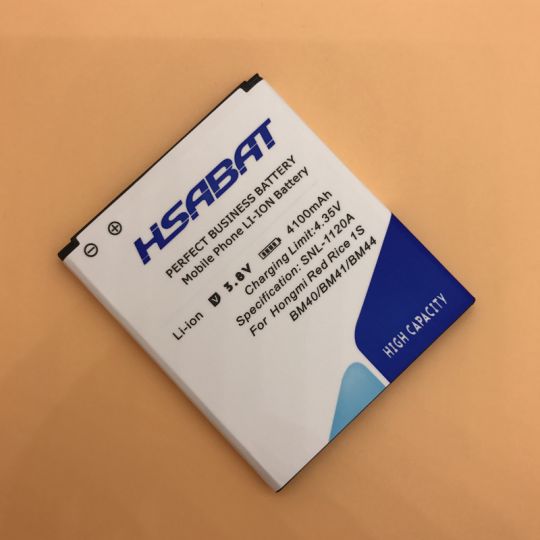 HSABAT
PERFECT BUSINESS BATTERY
Mobile Phone LI-ION Battery
Li-ion V 3.8V 4100mAh
Charging Limit:4.35V
Specification: SNL-1120A
For Hongmi Red Rice 1S
BM40/BM41/BM44
HIGH CAPACITY